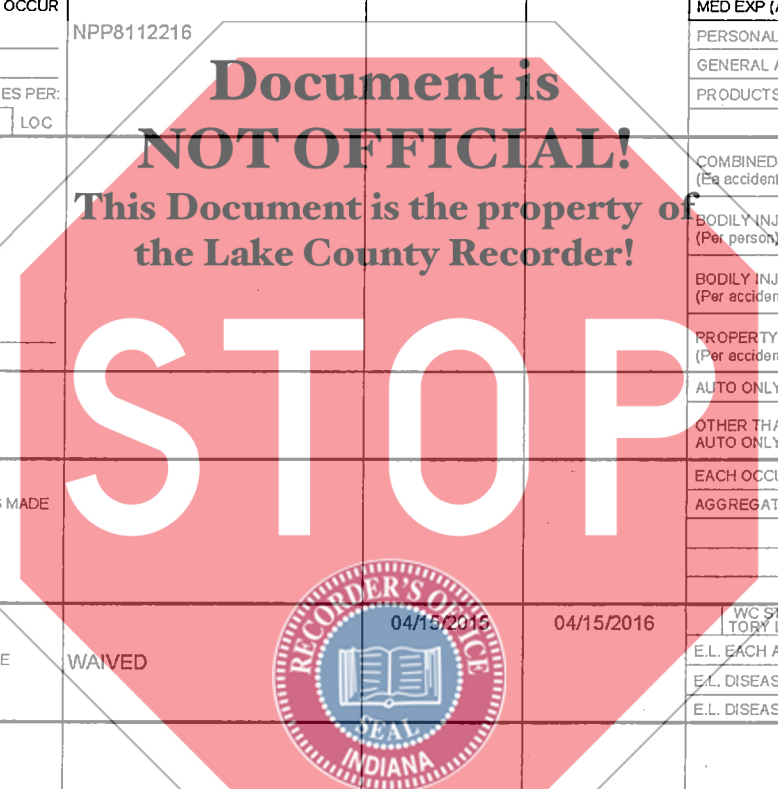 OCCUR
MED EXP (A
NPP8112216
PERSONAL
GENERAL A
ES PER:
PRODUCTS
LOC
Document is
NOT OFFICIAL!
This Document is the property of
the Lake County Recorder!
COMBINED
(Ea accident
BODILY INJ
(Per person)
BODILY INJ
(Per acciden
PROPERTY
(Per acciden
STOP
AUTO ONLY
OTHER THA
AUTO ONLY
EACH OCCU
MADE
AGGREGAT
RECORDER'S OFFICE
SEAL
INDIANA
04/15/2015
04/15/2016
WC ST
TORY L
E
WAIVED
E.L. EACH A
E.L. DISEAS
E.L. DISEAS